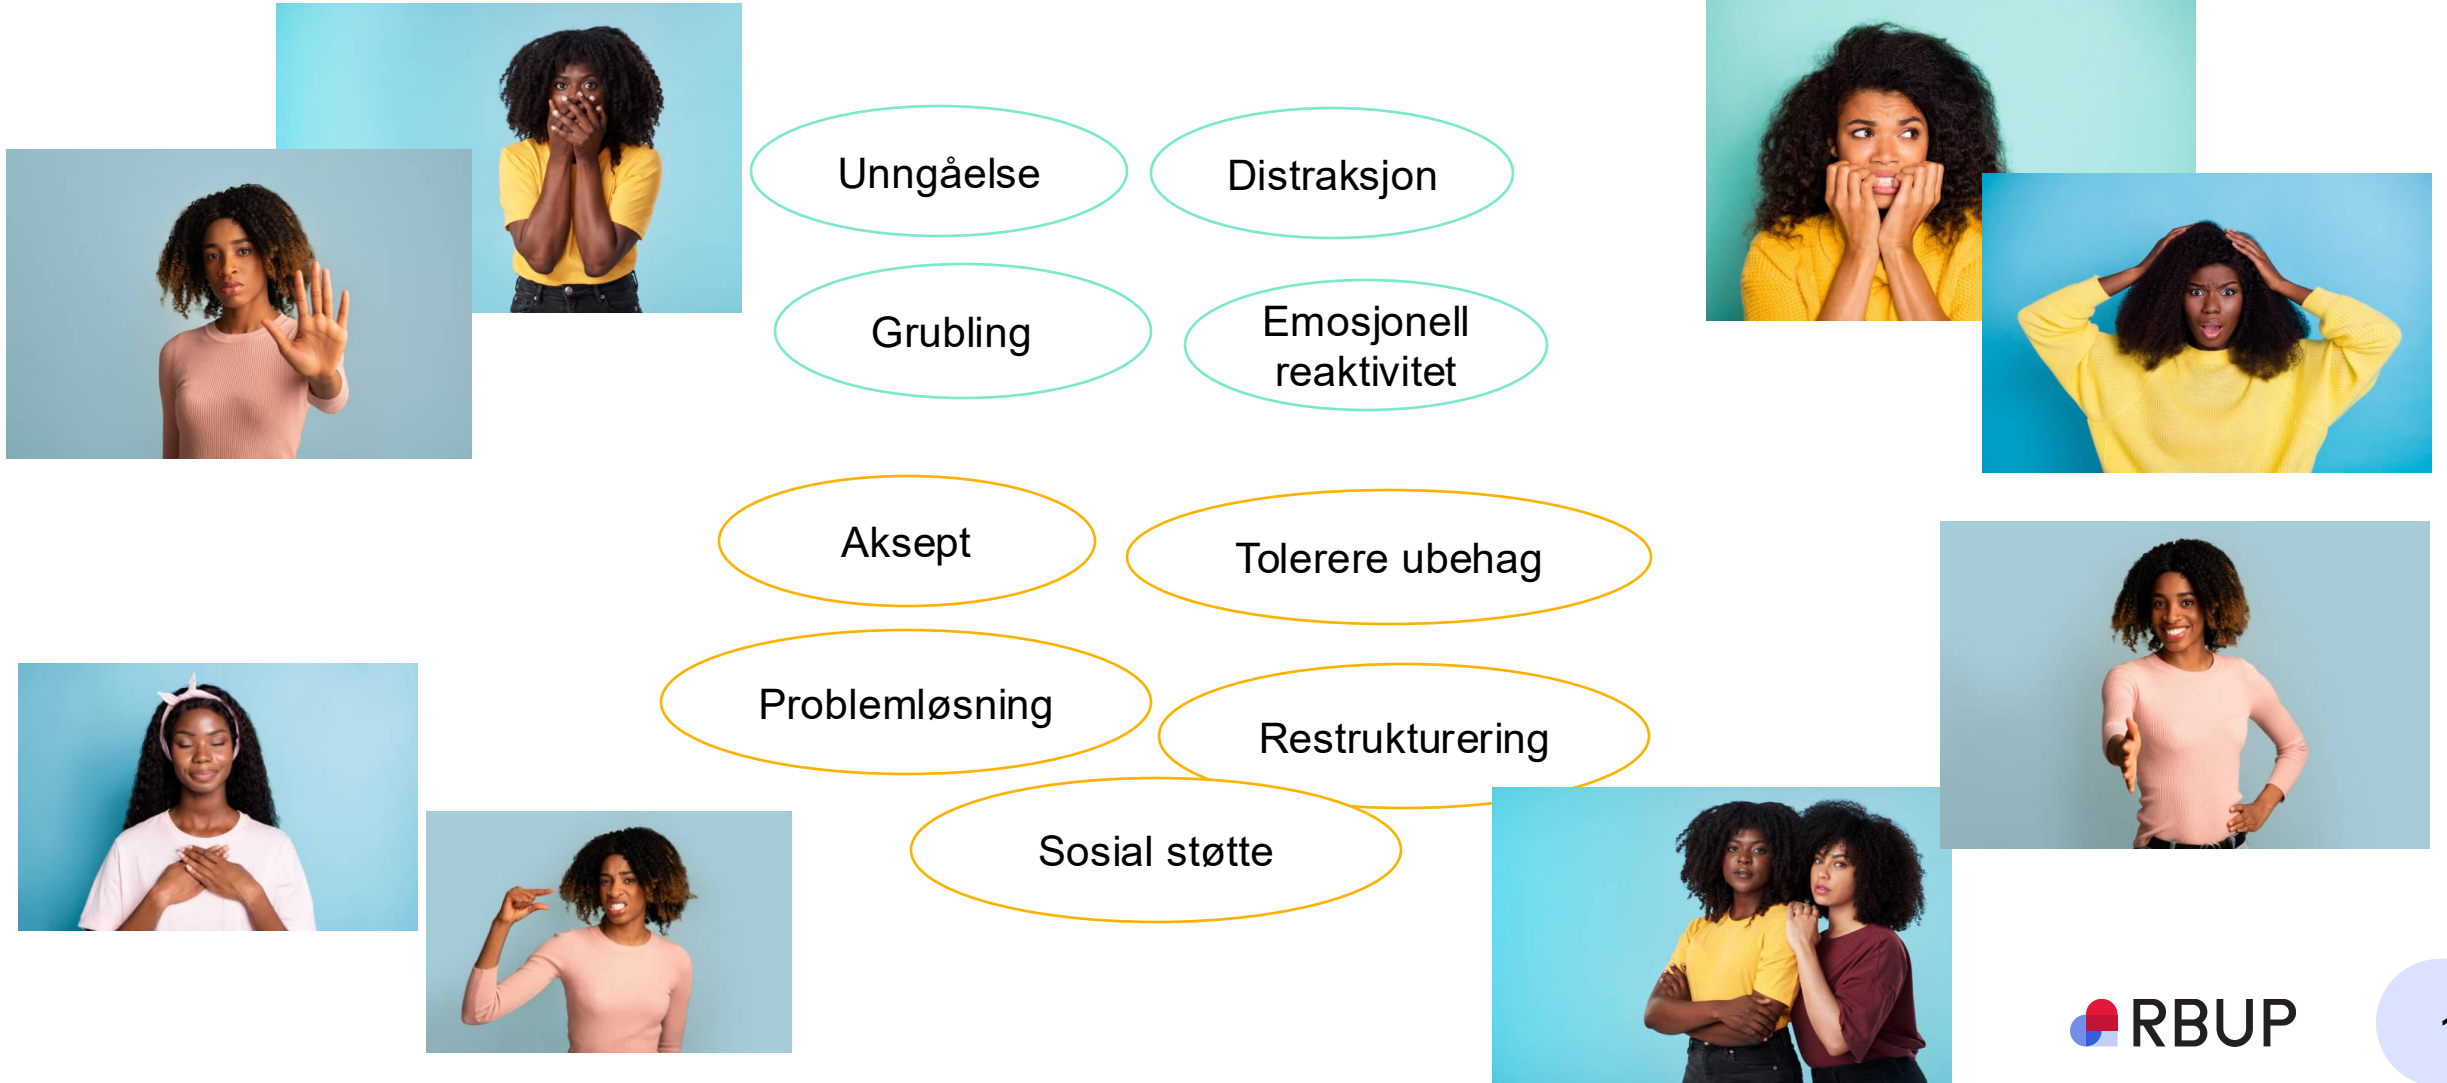 Unngåelse
Distraksjon
Grubling
Emosjonell
reaktivitet
Aksept
Tolerere ubehag
Problemløsning
Restrukturering
Sosial støtte
RBUP